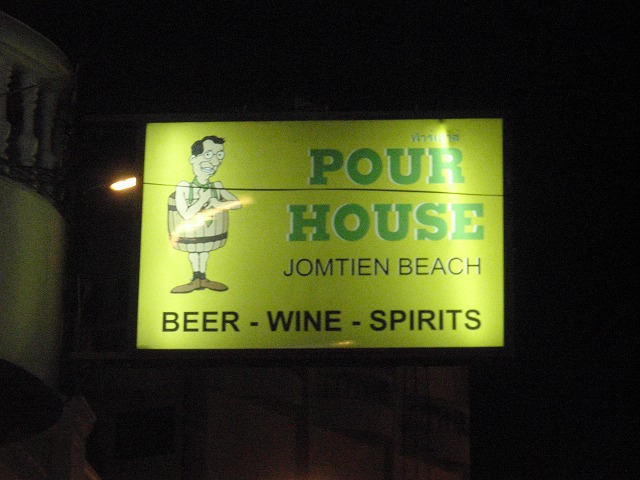 POUR
HOUSE
JOMTIEN BEACH
BEER - WINE - SPIRITS